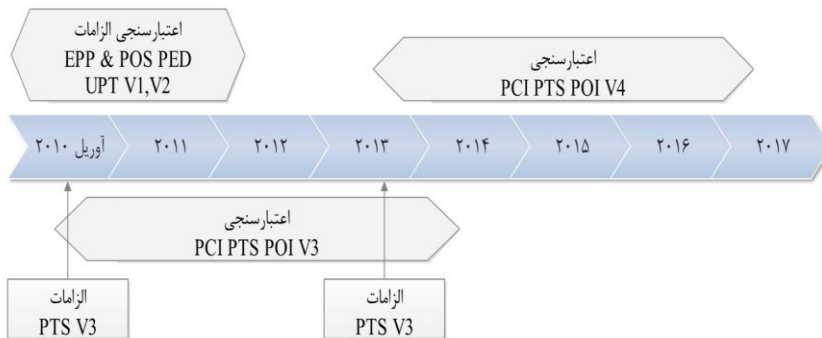 اعتبارسنجی الزامات
EPP & POS PED
UPT V1,V2
اعتبارسنجی
PCI PTS POI V4
آوریل ۲۰۱۰
۲۰۱۱
۲۰۱۲
۲۰۱۳
۲۰۱۴
۲۰۱۵
۲۰۱۶
۲۰۱۷
اعتبارسنجی
PCI PTS POI V3
الزامات
PTS V3
الزامات
PTS V3